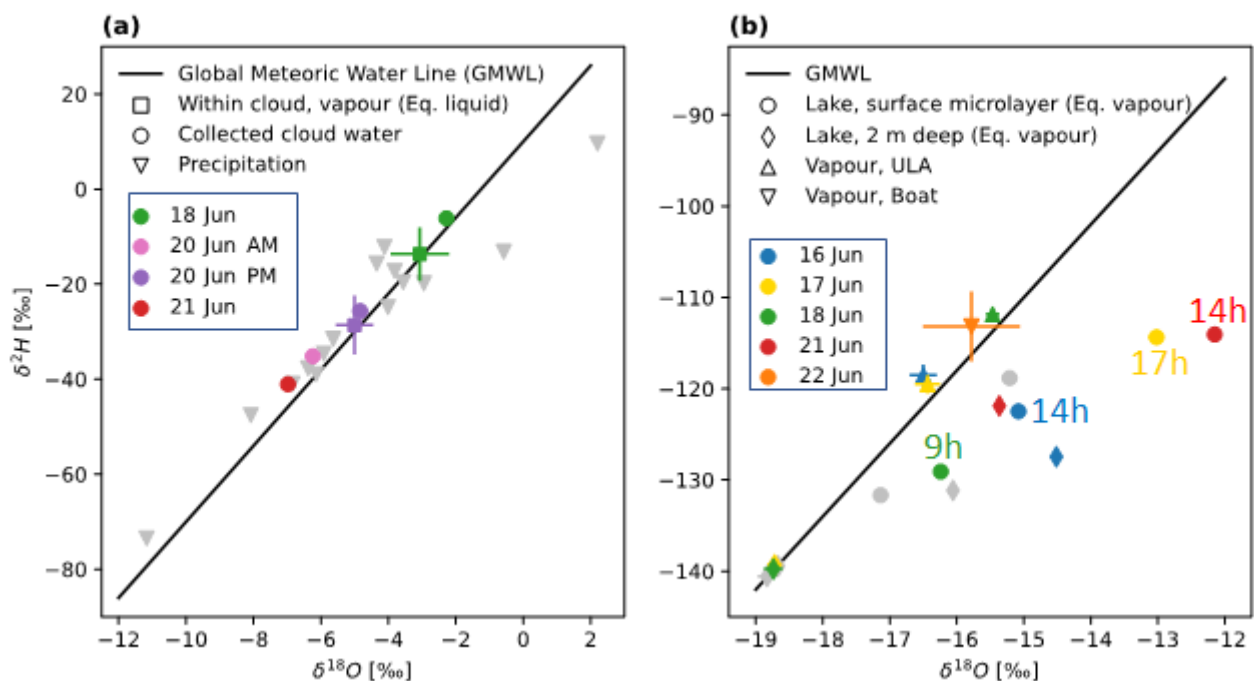 (a)
Global Meteoric Water Line (GMWL)
Within cloud, vapour (Eq. liquid)
Collected cloud water
Precipitation
18 Jun
20 Jun AM
20 Jun PM
21 Jun
20
0
−20
−40
−60
−80
δ²H [‰]
−12 −10 −8 −6 −4 −2 0 2
δ¹⁸O [‰]
(b)
GMWL
Lake, surface microlayer (Eq. vapour)
Lake, 2 m deep (Eq. vapour)
Vapour, ULA
Vapour, Boat
16 Jun
17 Jun
18 Jun
21 Jun
22 Jun
14h
17h
14h
9h
−90
−100
−110
−120
−130
−140
−19 −18 −17 −16 −15 −14 −13 −12
δ¹⁸O [‰]